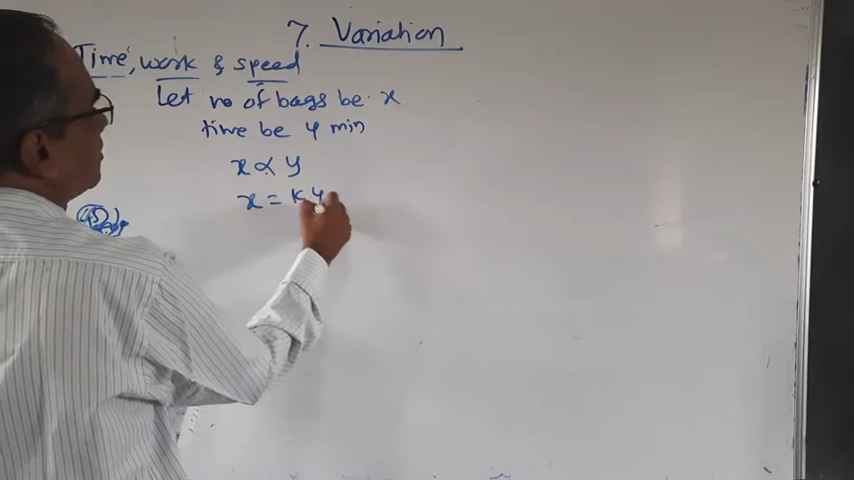 7. Variation
Time, work & speed
Let no of bags be x
time be y min
x ∝ y
x = Ky